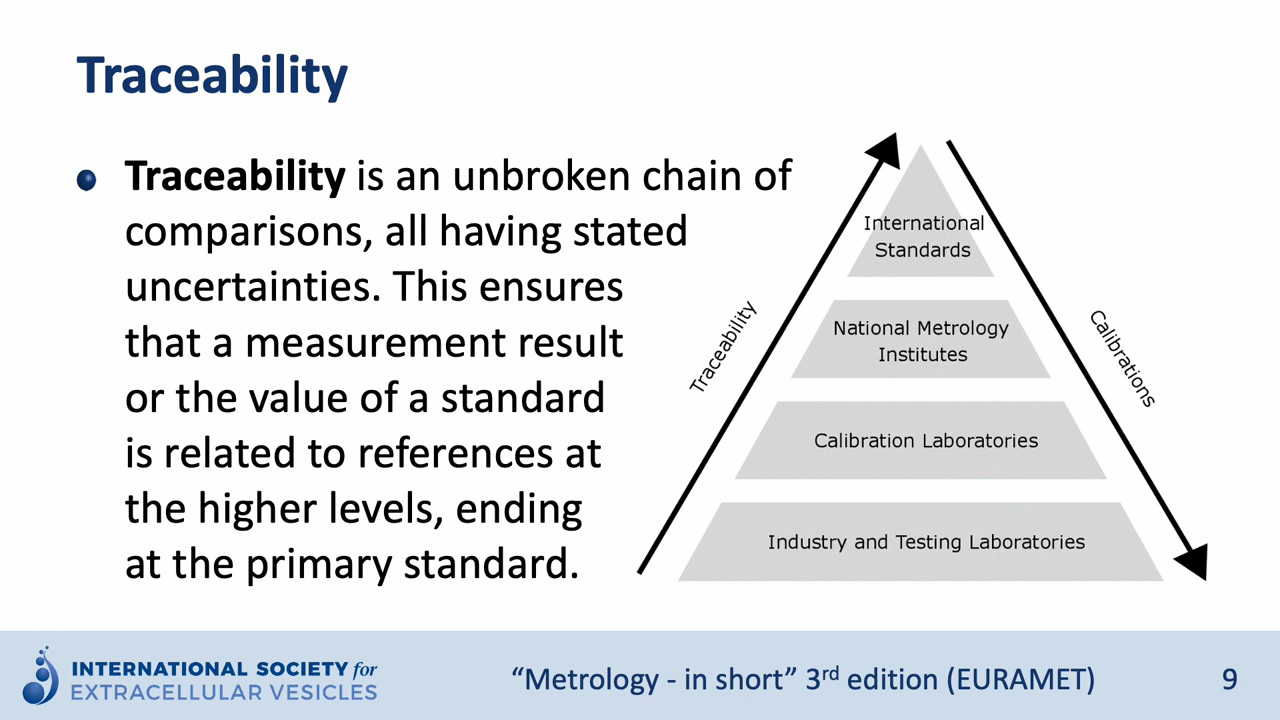 Traceability
Traceability is an unbroken chain of
comparisons, all having stated
uncertainties. This ensures
that a measurement result
or the value of a standard
is related to references at
the higher levels, ending
at the primary standard.
Traceability
International
Standards
National Metrology
Institutes
Calibration Laboratories
Industry and Testing Laboratories
Calibrations
INTERNATIONAL SOCIETY for
EXTRACELLULAR VESICLES
“Metrology - in short” 3rd edition (EURAMET)
9